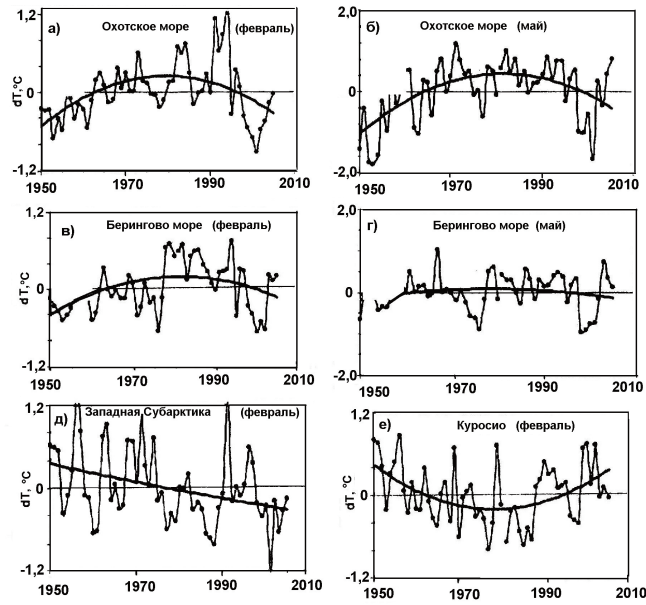 а) Охотское море (февраль)
1,2
0
-1,2
dT,°C
1950 1970 1990 2010
б) Охотское море (май)
2,0
0
-2,0
dT,°C
1950 1970 1990 2010
в) Берингово море (февраль)
1,2
0
-1,2
dT,°C
1950 1970 1990 2010
г) Берингово море (май)
2,0
0
-2,0
dT,°C
1950 1970 1990 2010
д) Западная Субарктика (февраль)
1,2
0
-1,2
dT, °C
1950 1970 1990 2010
е) Куросио (февраль)
1,2
0
-1,2
dT, °C
1950 1970 1990 2010